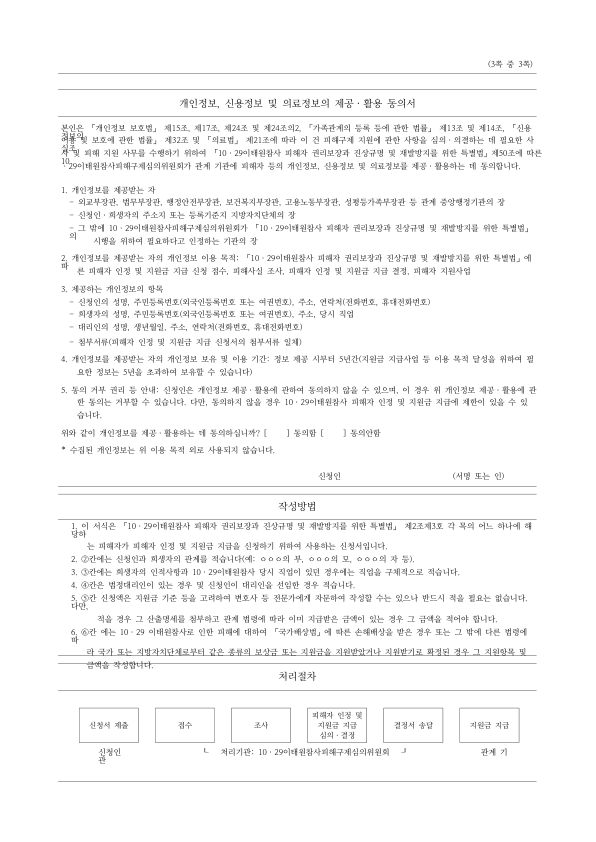 (3쪽 중 3쪽)
개인정보, 신용정보 및 의료정보의 제공·활용 동의서
본인은 「개인정보 보호법」 제15조, 제17조, 제24조 및 제24조의2, 「가족관계의 등록 등에 관한 법률」 제13조 및 제14조, 「신용
이용 및 보호에 관한 법률」 제32조 및 「의료법」 제21조에 따라 이 건 피해구제 지원에 관한 사항을 심의·의결하는 데 필요한 사
사 및 피해 지원 사무를 수행하기 위하여 「10·29이태원참사 피해자 권리보장과 진상규명 및 재발방지를 위한 특별법」제50조에 따른
10
·29이태원참사피해구제심의위원회가 관계 기관에 피해자 등의 개인정보, 신용정보 및 의료정보를 제공·활용하는 데 동의합니다.
1. 개인정보를 제공받는 자
- 외교부장관, 법무부장관, 행정안전부장관, 보건복지부장관, 고용노동부장관, 성평등가족부장관 등 관계 중앙행정기관의 장
- 신청인·희생자의 주소지 또는 등록기준지 지방자치단체의 장
- 그 밖에 10·29이태원참사피해구제심의위원회가 「10·29이태원참사 피해자 권리보장과 진상규명 및 재발방지를 위한 특별법」
의
시행을 위하여 필요하다고 인정하는 기관의 장
2. 개인정보를 제공받는 자의 개인정보 이용 목적: 「10·29이태원참사 피해자 권리보장과 진상규명 및 재발방지를 위한 특별법」에
따
른 피해자 인정 및 지원금 지급 신청 접수, 피해사실 조사, 피해자 인정 및 지원금 지급 결정, 피해자 지원사업
3. 제공하는 개인정보의 항목
- 신청인의 성명, 주민등록번호(외국인등록번호 또는 여권번호), 주소, 연락처(전화번호, 휴대전화번호)
- 희생자의 성명, 주민등록번호(외국인등록번호 또는 여권번호), 주소, 당시 직업
- 대리인의 성명, 생년월일, 주소, 연락처(전화번호, 휴대전화번호)
- 첨부서류(피해자 인정 및 지원금 지급 신청서의 첨부서류 일체)
4. 개인정보를 제공받는 자의 개인정보 보유 및 이용 기간: 정보 제공 시부터 5년간(지원금 지급사업 등 이용 목적 달성을 위하여 필
요한 정보는 5년을 초과하여 보유할 수 있습니다)
5. 동의 거부 권리 등 안내: 신청인은 개인정보 제공·활용에 관하여 동의하지 않을 수 있으며, 이 경우 위 개인정보 제공·활용에 관
한 동의는 거부할 수 있습니다. 다만, 동의하지 않을 경우 10·29이태원참사 피해자 인정 및 지원금 지급에 제한이 있을 수 있
습니다.
위와 같이 개인정보를 제공·활용하는 데 동의하십니까? [ ] 동의함 [ ] 동의안함
* 수집된 개인정보는 위 이용 목적 외로 사용되지 않습니다.
신청인 (서명 또는 인)
작성방법
1. 이 서식은 「10·29이태원참사 피해자 권리보장과 진상규명 및 재발방지를 위한 특별법」 제2조제3호 각 목의 어느 하나에 해
당하
는 피해자가 피해자 인정 및 지원금 지급을 신청하기 위하여 사용하는 신청서입니다.
2. ②간에는 신청인과 희생자의 관계를 적습니다(예: ㅇㅇㅇ의 부, ㅇㅇㅇ의 모, ㅇㅇㅇ의 자 등).
3. ③간에는 희생자의 인적사항과 10·29이태원참사 당시 직업이 있던 경우에는 직업을 구체적으로 적습니다.
4. ④간은 법정대리인이 있는 경우 및 신청인이 대리인을 선임한 경우 적습니다.
5. ⑤간 신청액은 지원금 기준 등을 고려하여 변호사 등 전문가에게 자문하여 작성할 수는 있으나 반드시 적을 필요는 없습니다.
다만,
적을 경우 그 산출명세를 첨부하고 관계 법령에 따라 이미 지급받은 금액이 있는 경우 그 금액을 적어야 합니다.
6. ⑥간 에는 10·29 이태원참사로 인한 피해에 대하여 「국가배상법」에 따른 손해배상을 받은 경우 또는 그 밖에 다른 법령에
따
라 국가 또는 지방자치단체로부터 같은 종류의 보상금 또는 지원금을 지원받았거나 지원받기로 확정된 경우 그 지원항목 및
금액을 작성합니다.
처리절차
신청서 제출 접수 조사 피해자 인정 및 지원금 지급 심의·결정 결정서 송달 지원금 지급
신청인 ㄴ 처리기관: 10·29이태원참사피해구제심의위원회 ┘ 관계 기
관